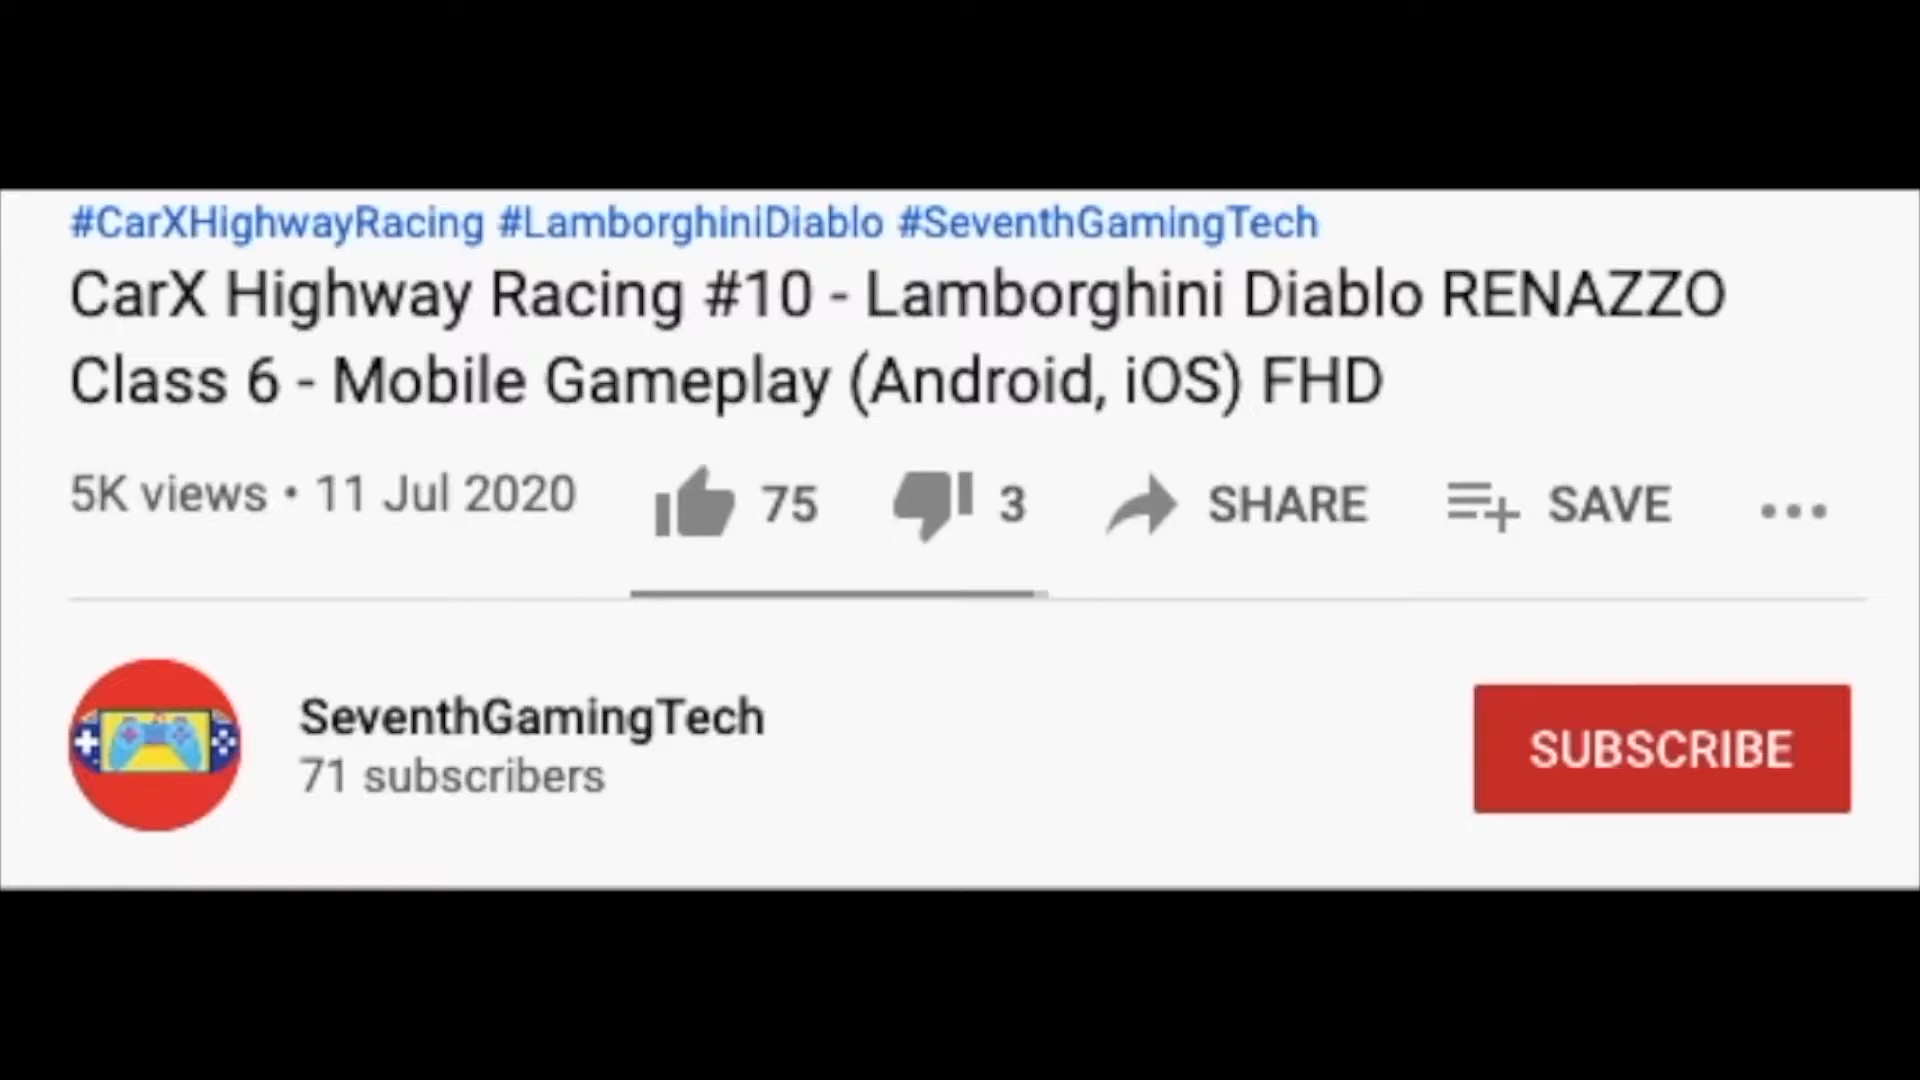 #CarXHighwayRacing #LamborghiniDiablo #SeventhGamingTech
CarX Highway Racing #10 - Lamborghini Diablo RENAZZO
Class 6 - Mobile Gameplay (Android, iOS) FHD
5K views • 11 Jul 2020 75 3 SHARE SAVE
SeventhGamingTech
71 subscribers
SUBSCRIBE